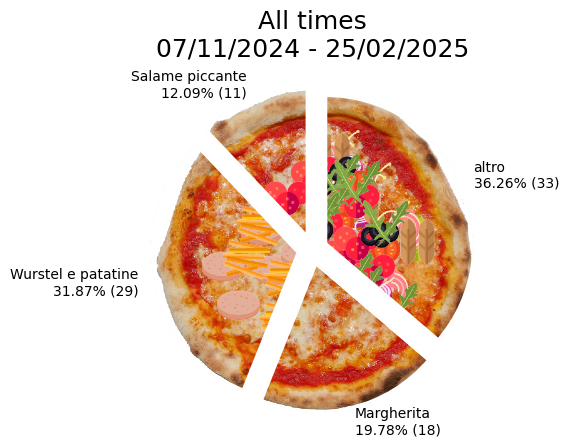 All times
07/11/2024 - 25/02/2025
Salame piccante
12.09% (11)
altro
36.26% (33)
Wurstel e patatine
31.87% (29)
Margherita
19.78% (18)